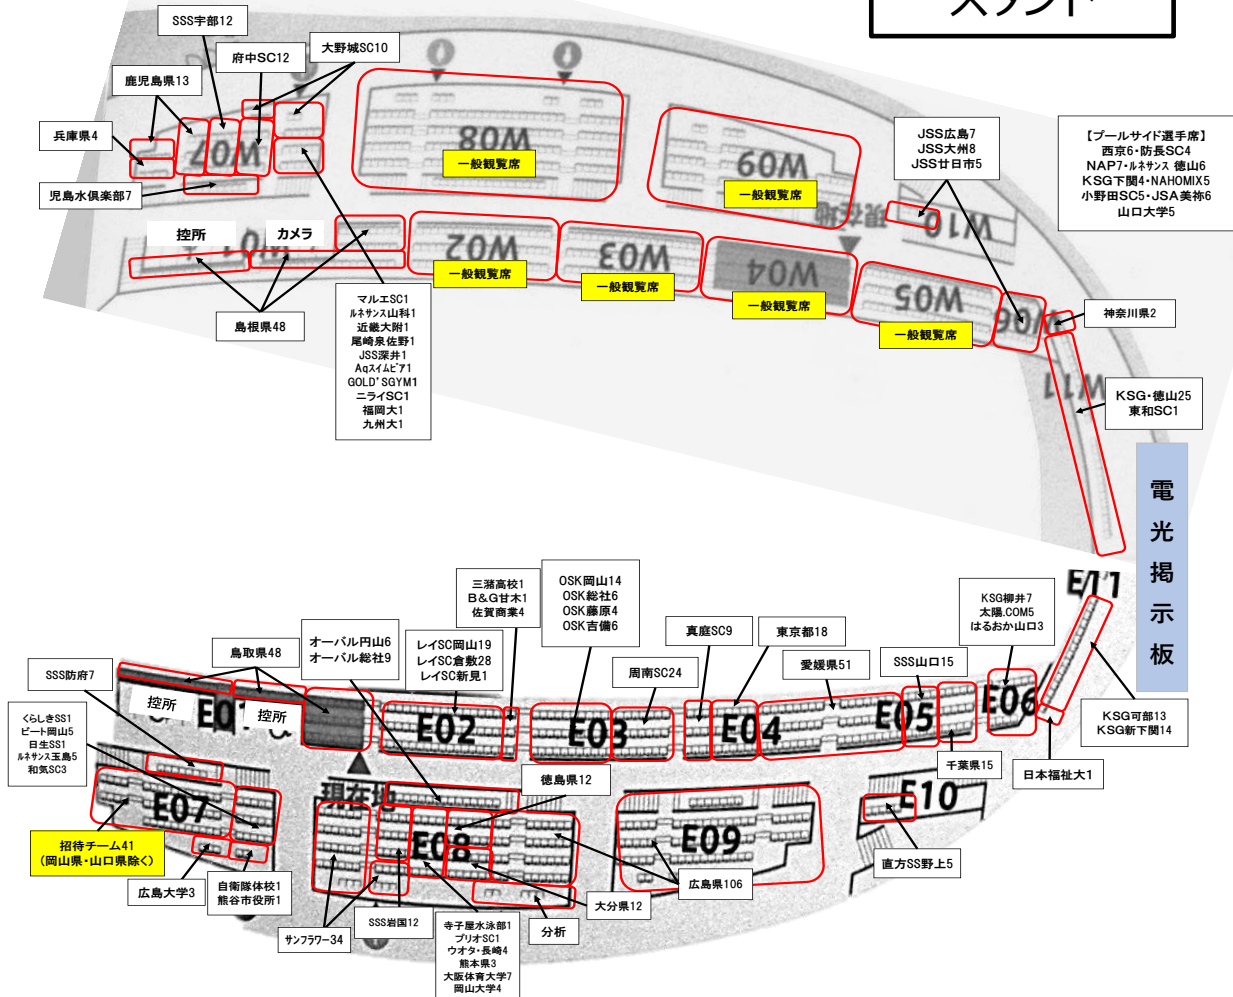 スタンド
SSS宇部12
府中SC12
大野城SC10
鹿児島県13
兵庫県4
児島水倶楽部7
W07
W08
一般観覧席
W09
一般観覧席
JSS広島7
JSS大州8
JSS廿日市5
【プールサイド選手席】
西京6・防長SC4
NAP7・ルネサンス 徳山6
KSG下関4・NAHOMIX5
小野田SC5・JSA美祢6
山口大学5
現在地
W10
控所
カメラ
W01
W02
一般観覧席
W03
一般観覧席
W04
一般観覧席
W05
一般観覧席
W06
神奈川県2
島根県48
マルエSC1
ルネサンス山科1
近畿大附1
尾崎泉佐野1
JSS深井1
Aqスイムピア1
GOLD'SGYM1
ニライSC1
福岡大1
九州大1
W11
KSG・徳山25
東和SC1
電光掲示板
E11
三潴高校1
B&G甘木1
佐賀商業4
OSK岡山14
OSK総社6
OSK藤原4
OSK吉備6
KSG柳井7
太陽.COM5
はるおか山口3
鳥取県48
オーバル円山6
オーバル総社9
レイSC岡山19
レイSC倉敷28
レイSC新見1
真庭SC9
東京都18
周南SC24
愛媛県51
SSS山口15
SSS防府7
控所
E01
控所
E02
E03
E04
E05
E06
くらしきSS1
ビート岡山5
日生SS1
ルネサンス玉島5
和気SC3
KSG可部13
KSG新下関14
千葉県15
日本福祉大1
徳島県12
現在地
E07
E08
E09
E10
招待チーム41
(岡山県・山口県除く)
広島大学3
自衛隊体校1
熊谷市役所1
サンフラワー34
SSS岩国12
寺子屋水泳部1
ブリオSC1
ウオタ・長崎4
熊本県3
大阪体育大学7
岡山大学4
分析
大分県12
広島県106
直方SS野上5